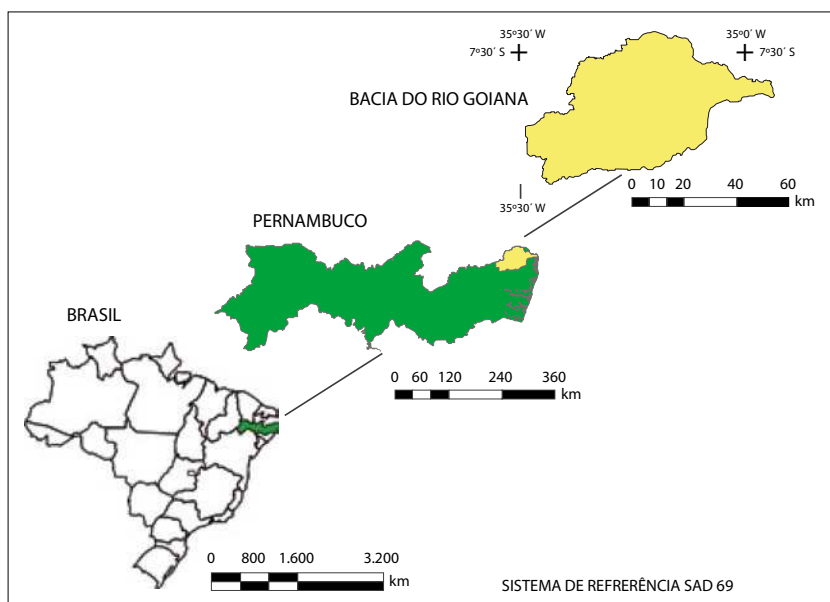 35º30´ W
35º0´ W
7º30´ S
7º30´ S
BACIA DO RIO GOIANA
35º30´ W
0 10 20 40 60
km
PERNAMBUCO
BRASIL
0 60 120 240 360
km
0 800 1.600 3.200
km
SISTEMA DE REFRERÊNCIA SAD 69